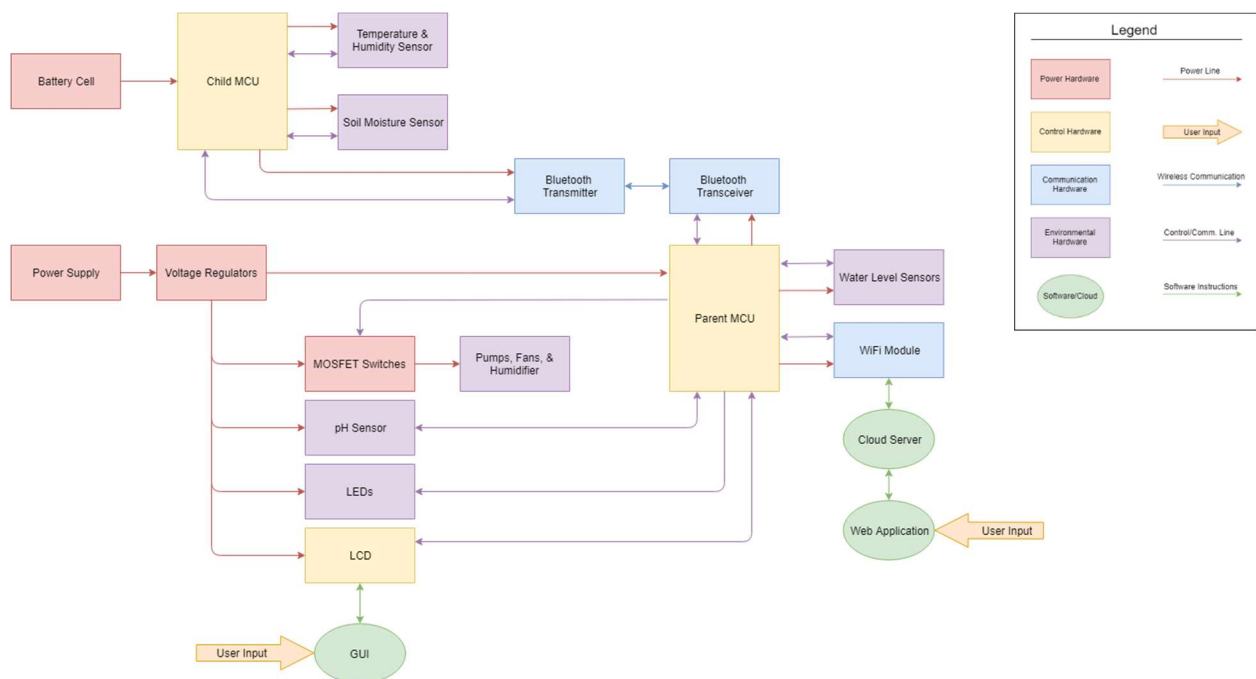 Legend
Temperature &
Humidity Sensor
Battery Cell
Child MCU
Power Hardware
Power Line
Soil Moisture Sensor
Control Hardware
User Input
Bluetooth
Transmitter
Bluetooth
Transceiver
Communication
Hardware
Wireless Communication
Environmental
Hardware
Control/Comm. Line
Power Supply
Voltage Regulators
Water Level Sensors
Software/Cloud
Software Instructions
Parent MCU
WiFi Module
MOSFET Switches
Pumps, Fans, &
Humidifier
pH Sensor
Cloud Server
LEDs
Web Application
User Input
LCD
User Input
GUI